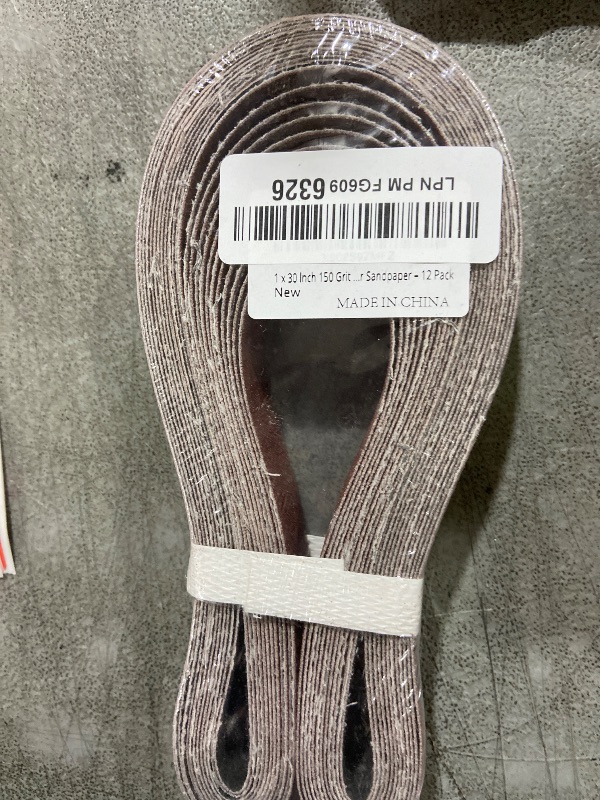 LPN PM FG609 6326
1 x 30 Inch 150 Grit ...r Sandpaper - 12 Pack
New
MADE IN CHINA